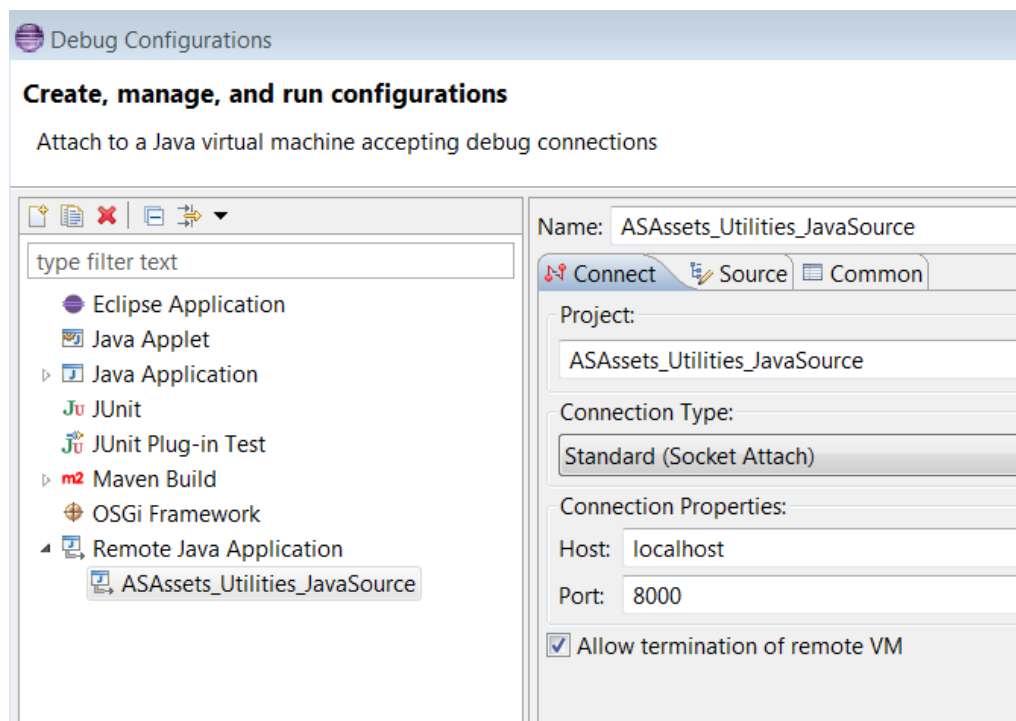 Debug Configurations
Create, manage, and run configurations
Attach to a Java virtual machine accepting debug connections
type filter text
Eclipse Application
Java Applet
Java Application
JUnit
JUnit Plug-in Test
Maven Build
OSGi Framework
Remote Java Application
ASAssets_Utilities_JavaSource
Name: ASAssets_Utilities_JavaSource
Connect Source Common
Project:
ASAssets_Utilities_JavaSource
Connection Type:
Standard (Socket Attach)
Connection Properties:
Host: localhost
Port: 8000
Allow termination of remote VM